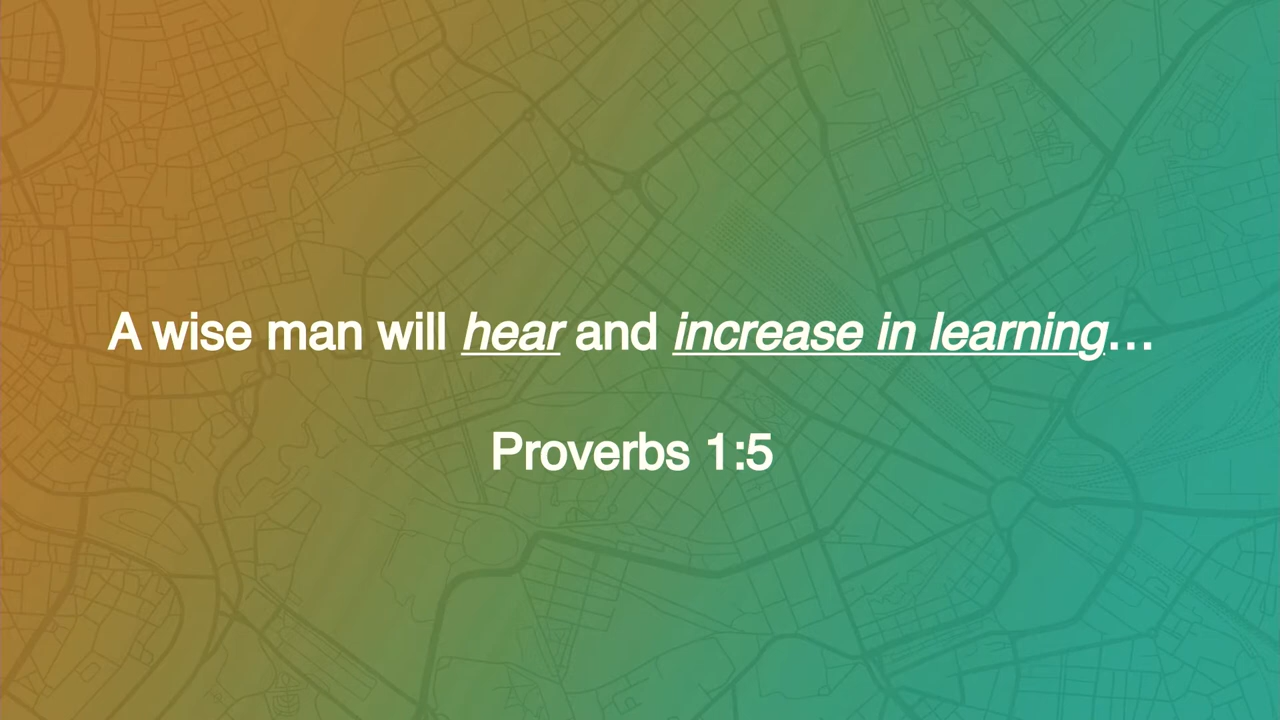 A wise man will hear and increase in learning…
Proverbs 1:5